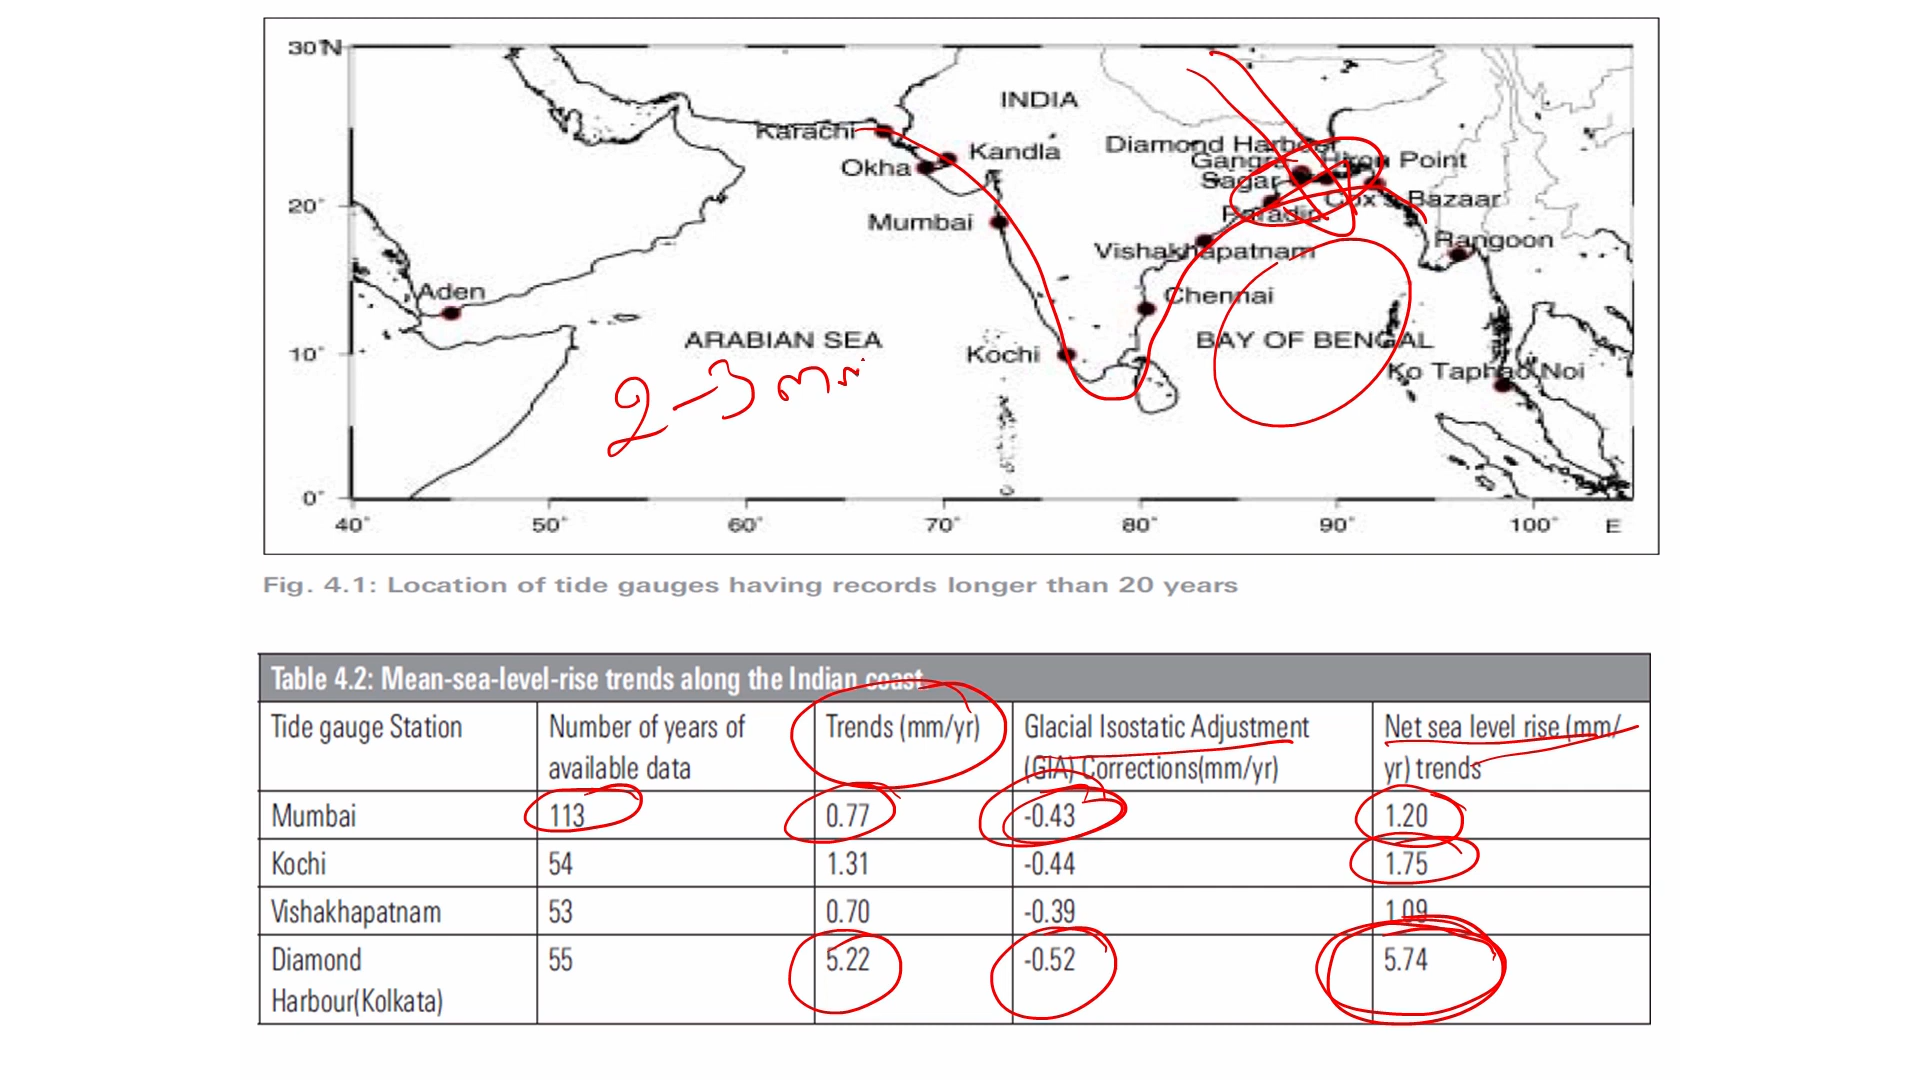 30°N
INDIA
Karachi
Diamond Harbour
Kandla
Gangra Hiron Point
Okha
Sagar
20°
Cox's Bazaar
Paradip
Mumbai
Rangoon
Vishakhapatnam
Aden
Chennai
ARABIAN SEA
BAY OF BENGAL
10°
Kochi
Ko Taphao Noi
2-3 mm
0°
40° 50° 60° 70° 80° 90° 100° E
Fig. 4.1: Location of tide gauges having records longer than 20 years
Table 4.2: Mean-sea-level-rise trends along the Indian coast
Tide gauge Station Number of years of Trends (mm/yr) Glacial Isostatic Adjustment Net sea level rise (mm/
available data (GIA) Corrections(mm/yr) yr) trends
Mumbai 113 0.77 -0.43 1.20
Kochi 54 1.31 -0.44 1.75
Vishakhapatnam 53 0.70 -0.39 1.09
Diamond 55 5.22 -0.52 5.74
Harbour(Kolkata)